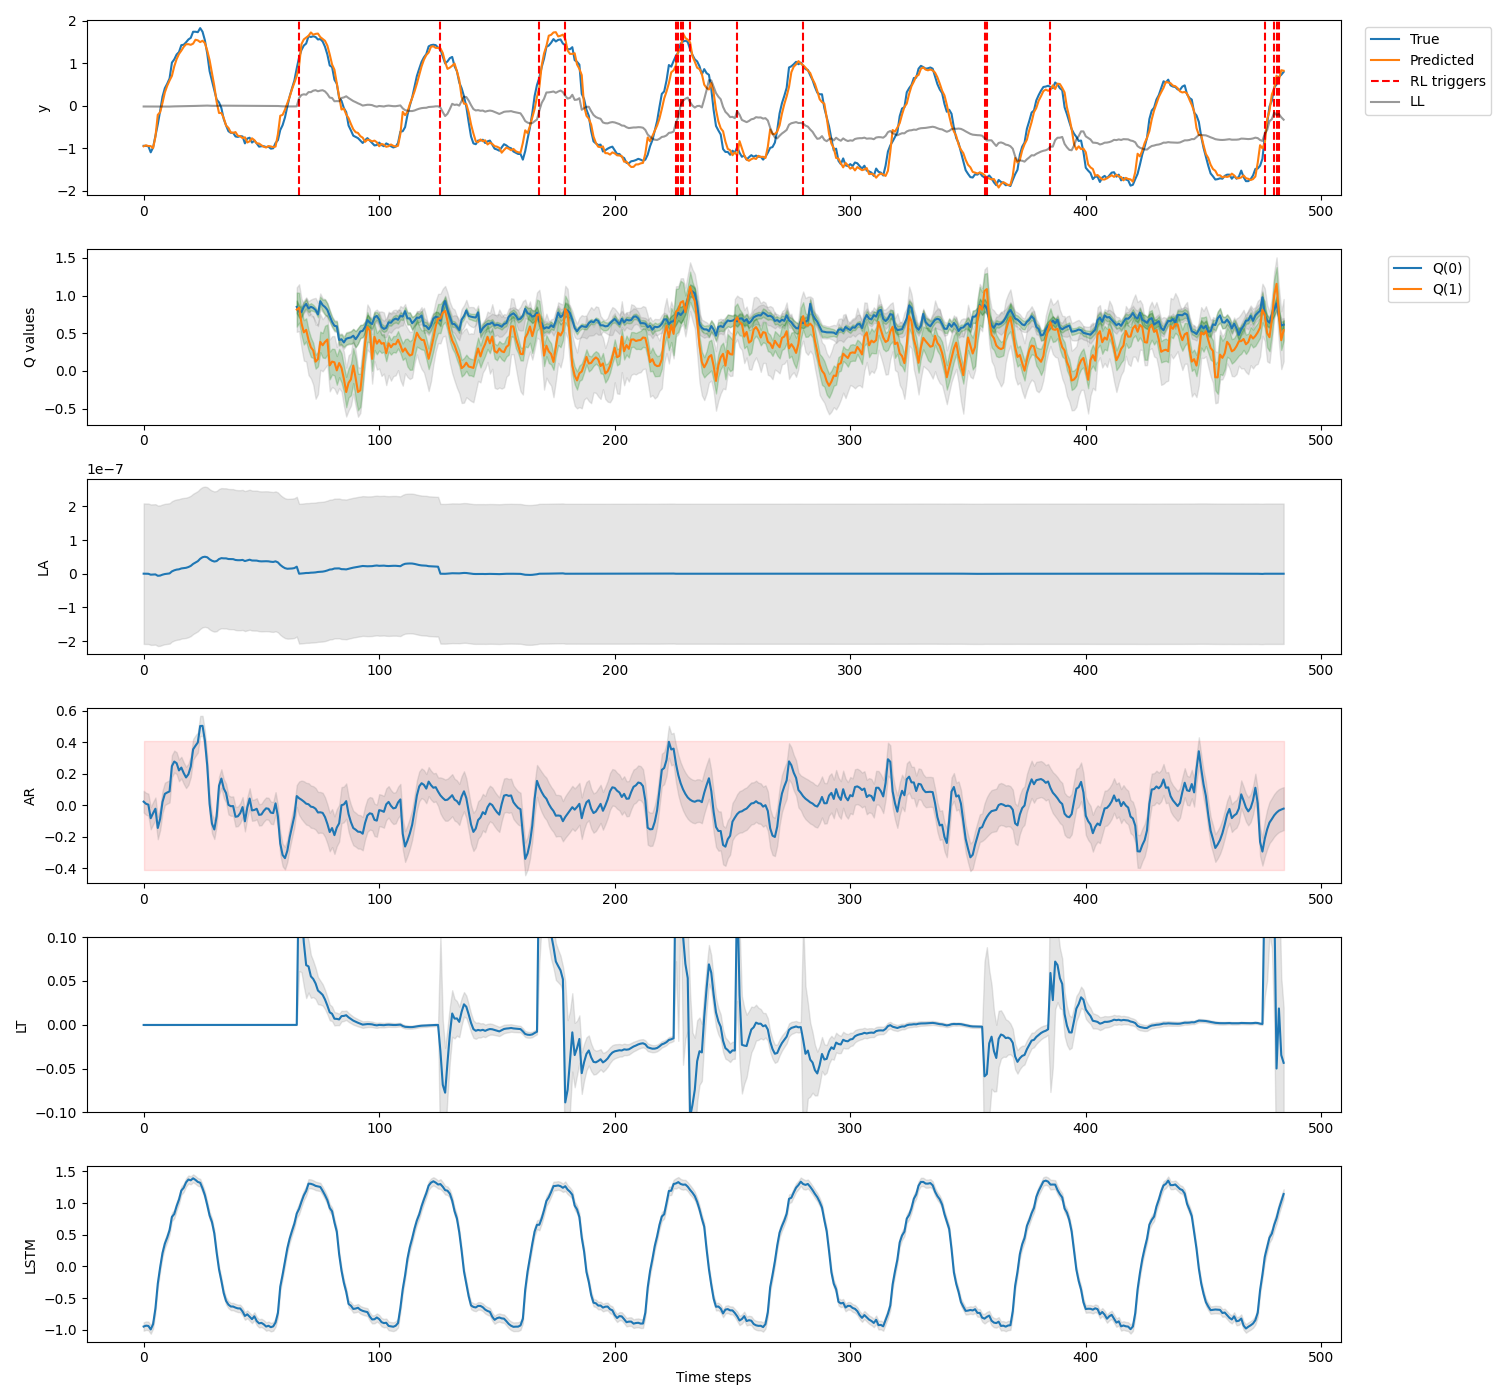 2
1
0
−1
−2
y
0 100 200 300 400 500
True
Predicted
RL triggers
LL
1.5
1.0
0.5
0.0
−0.5
Q values
0 100 200 300 400 500
Q(0)
Q(1)
1e−7
2
1
0
−1
−2
LA
0 100 200 300 400 500
0.6
0.4
0.2
0.0
−0.2
−0.4
AR
0 100 200 300 400 500
0.10
0.05
0.00
−0.05
−0.10
LT
0 100 200 300 400 500
1.5
1.0
0.5
0.0
−0.5
−1.0
LSTM
0 100 200 300 400 500
Time steps